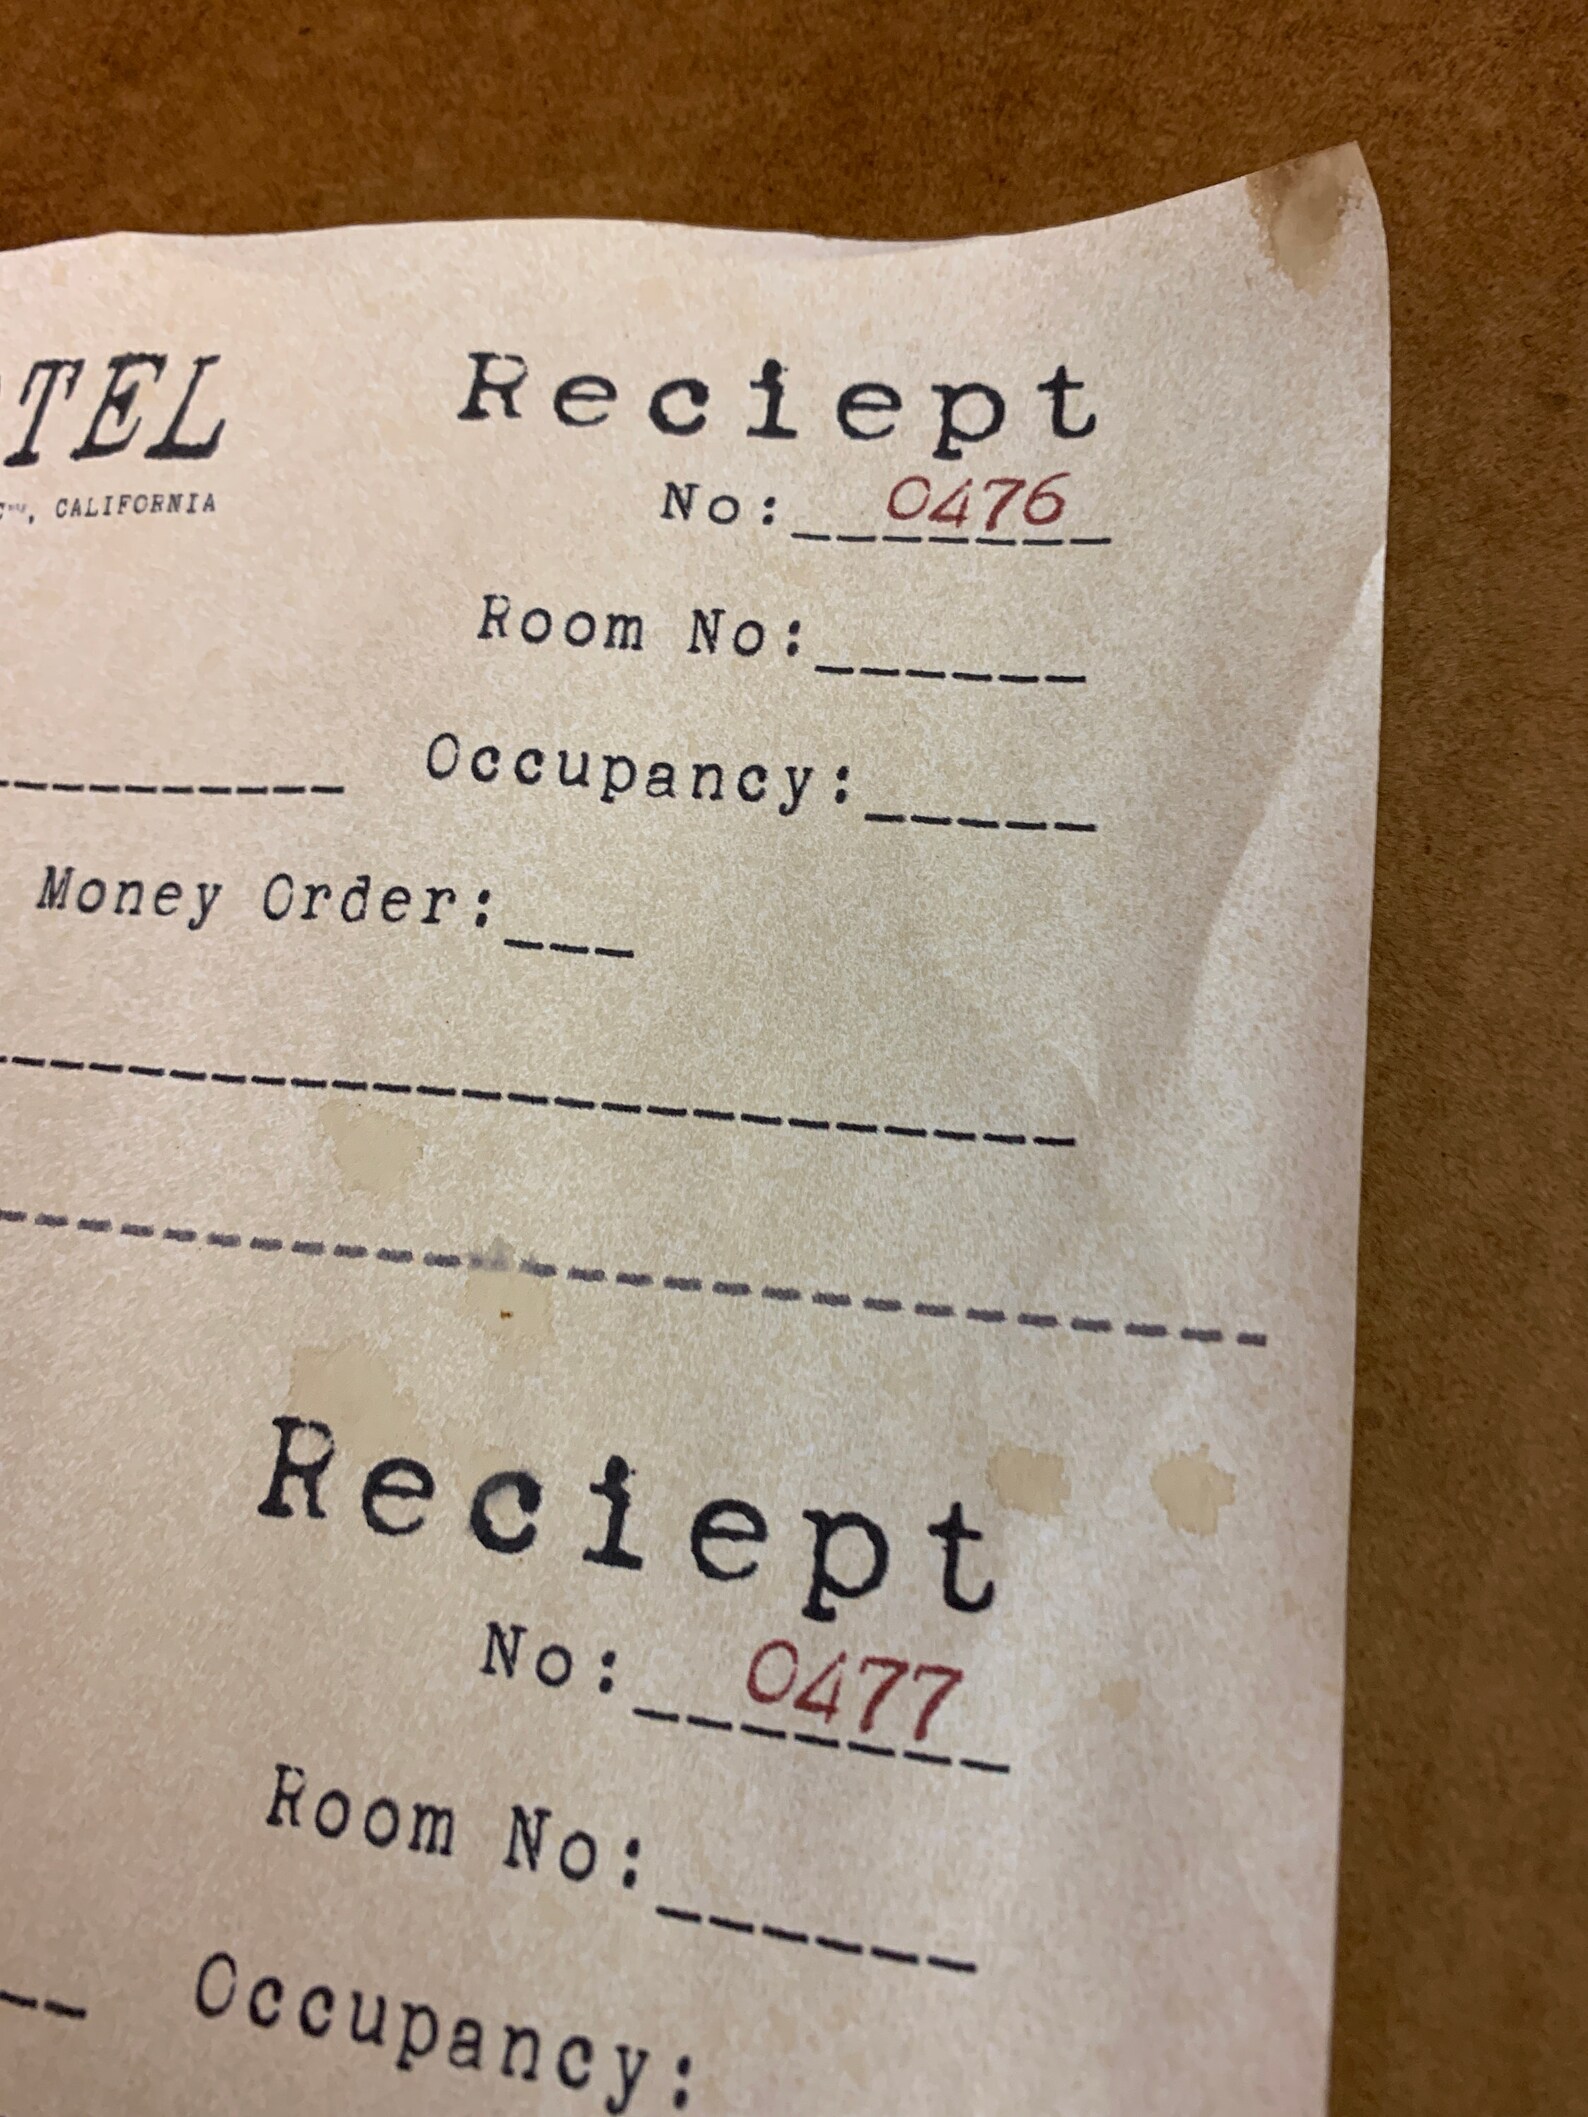 TEL
Reciept
, CALIFORNIA
No: 0476
Room No:
Occupancy:
Money Order:
Reciept
No: 0477
Room No:
Occupancy: